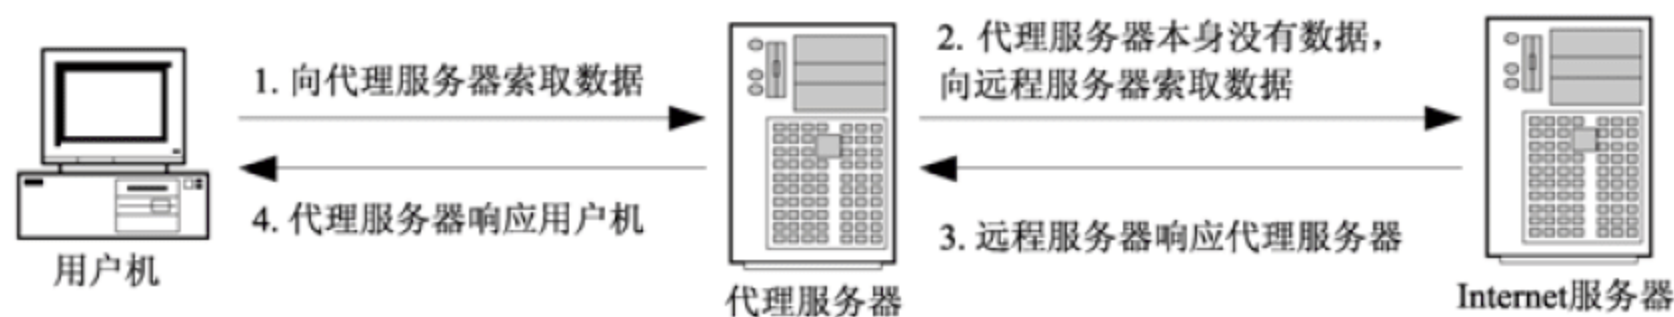 1. 向代理服务器索取数据
2. 代理服务器本身没有数据，
向远程服务器索取数据
4. 代理服务器响应用户机
3. 远程服务器响应代理服务器
用户机
代理服务器
Internet服务器